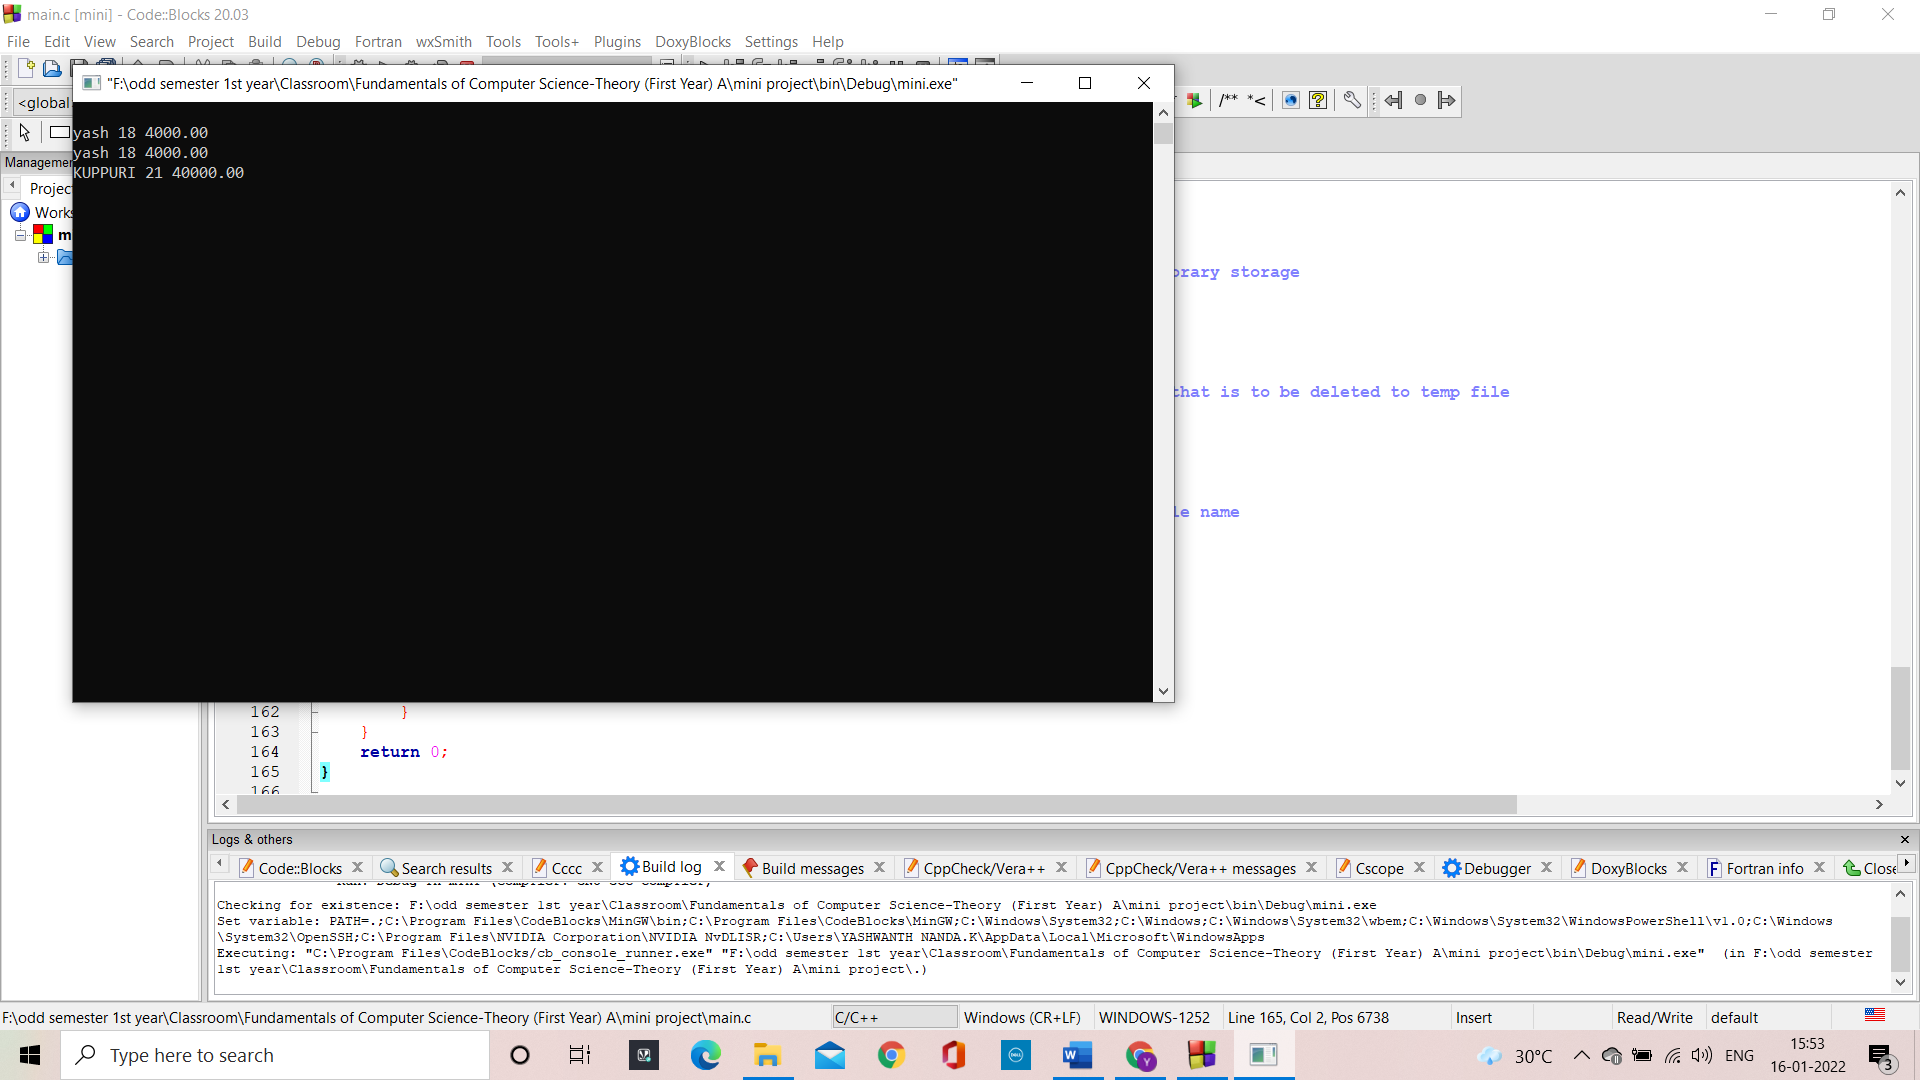 main.c [mini] - Code::Blocks 20.03
File Edit View Search Project Build Debug Fortran wxSmith Tools Tools+ Plugins DoxyBlocks Settings Help
"F:\odd semester 1st year\Classroom\Fundamentals of Computer Science-Theory (First Year) A\mini project\bin\Debug\mini.exe"
<global
/** *<
yash 18 4000.00
yash 18 4000.00
KUPPURI 21 40000.00
Managemen
Projec
Works
m
orary storage
that is to be deleted to temp file
le name
162 }
163 }
164 return 0;
165 }
166
Logs & others
Code::Blocks X Search results X Cccc X Build log X Build messages X CppCheck/Vera++ X CppCheck/Vera++ messages X Cscope X Debugger X DoxyBlocks X Fortran info X Close
Checking for existence: F:\odd semester 1st year\Classroom\Fundamentals of Computer Science-Theory (First Year) A\mini project\bin\Debug\mini.exe
Set variable: PATH=.;C:\Program Files\CodeBlocks\MinGW\bin;C:\Program Files\CodeBlocks\MinGW;C:\Windows\System32;C:\Windows;C:\Windows\System32\wbem;C:\Windows\System32\WindowsPowerShell\v1.0;C:\Windows
\System32\OpenSSH;C:\Program Files\NVIDIA Corporation\NVIDIA NvDLISR;C:\Users\YASHWANTH NANDA.K\AppData\Local\Microsoft\WindowsApps
Executing: "C:\Program Files\CodeBlocks/cb_console_runner.exe" "F:\odd semester 1st year\Classroom\Fundamentals of Computer Science-Theory (First Year) A\mini project\bin\Debug\mini.exe" (in F:\odd semester
1st year\Classroom\Fundamentals of Computer Science-Theory (First Year) A\mini project\.)
F:\odd semester 1st year\Classroom\Fundamentals of Computer Science-Theory (First Year) A\mini project\main.c C/C++ Windows (CR+LF) WINDOWS-1252 Line 165, Col 2, Pos 6738 Insert Read/Write default
Type here to search
30°C ENG 15:53
16-01-2022
3